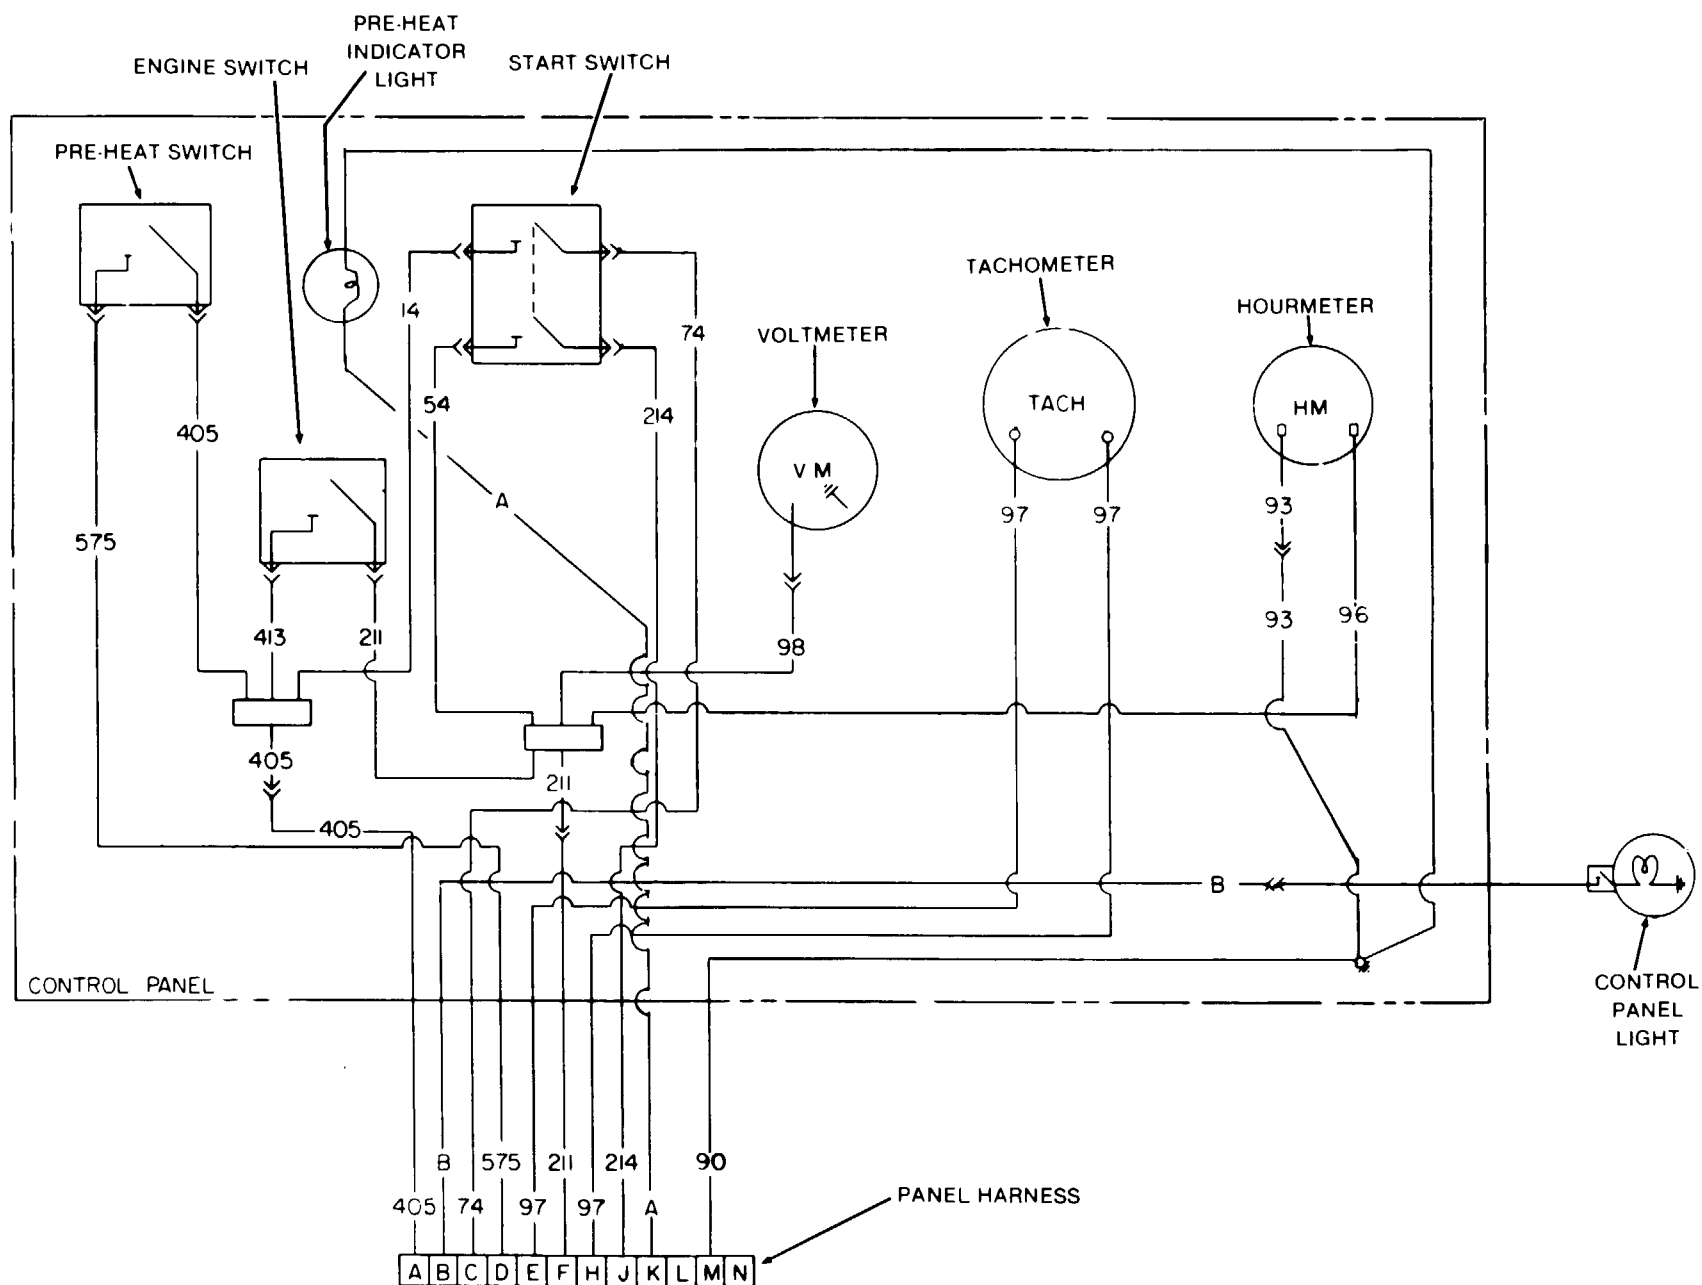 PRE-HEAT
INDICATOR
LIGHT
ENGINE SWITCH
START SWITCH
PRE-HEAT SWITCH
TACHOMETER
HOURMETER
VOLTMETER
14
74
54
214
405
TACH
HM
V M
A
575
93
97
97
413
211
98
93
96
405
211
405
B
CONTROL PANEL
CONTROL
PANEL
LIGHT
B
575
211
214
90
405
74
97
97
A
PANEL HARNESS
A B C D E F H J K L M N